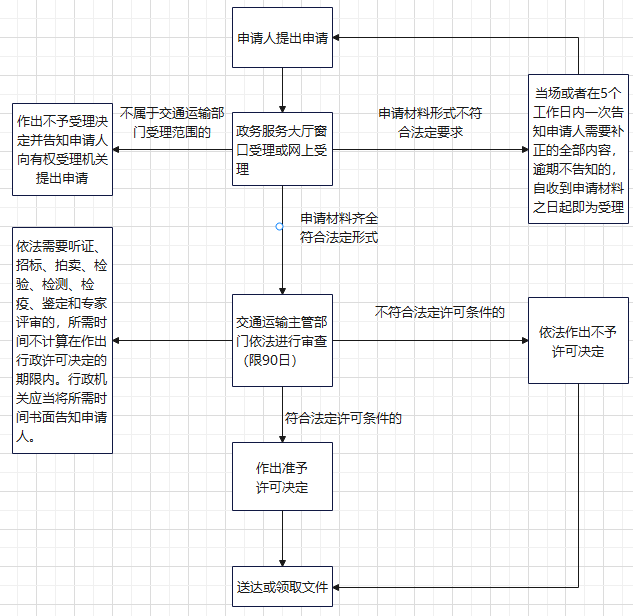 申请人提出申请
当场或者在5个
工作日内一次告
知申请人需要补
正的全部内容，
逾期不告知的，
自收到申请材料
之日起即为受理
作出不予受理决
定并告知申请人
向有权受理机关
提出申请
不属于交通运输部
门受理范围的
政务服务大厅窗
口受理或网上受
理
申请材料形式不符
合法定要求
申请材料齐全
符合法定形式
依法需要听证、
招标、拍卖、检
验、检测、检
疫、鉴定和专家
评审的，所需时
间不计算在作出
行政许可决定的
期限内。行政机
关应当将所需时
间书面告知申请
人。
交通运输主管部
门依法进行审查
（限90日）
不符合法定许可条件的
依法作出不予
许可决定
符合法定许可条件的
作出准予
许可决定
送达或领取文件